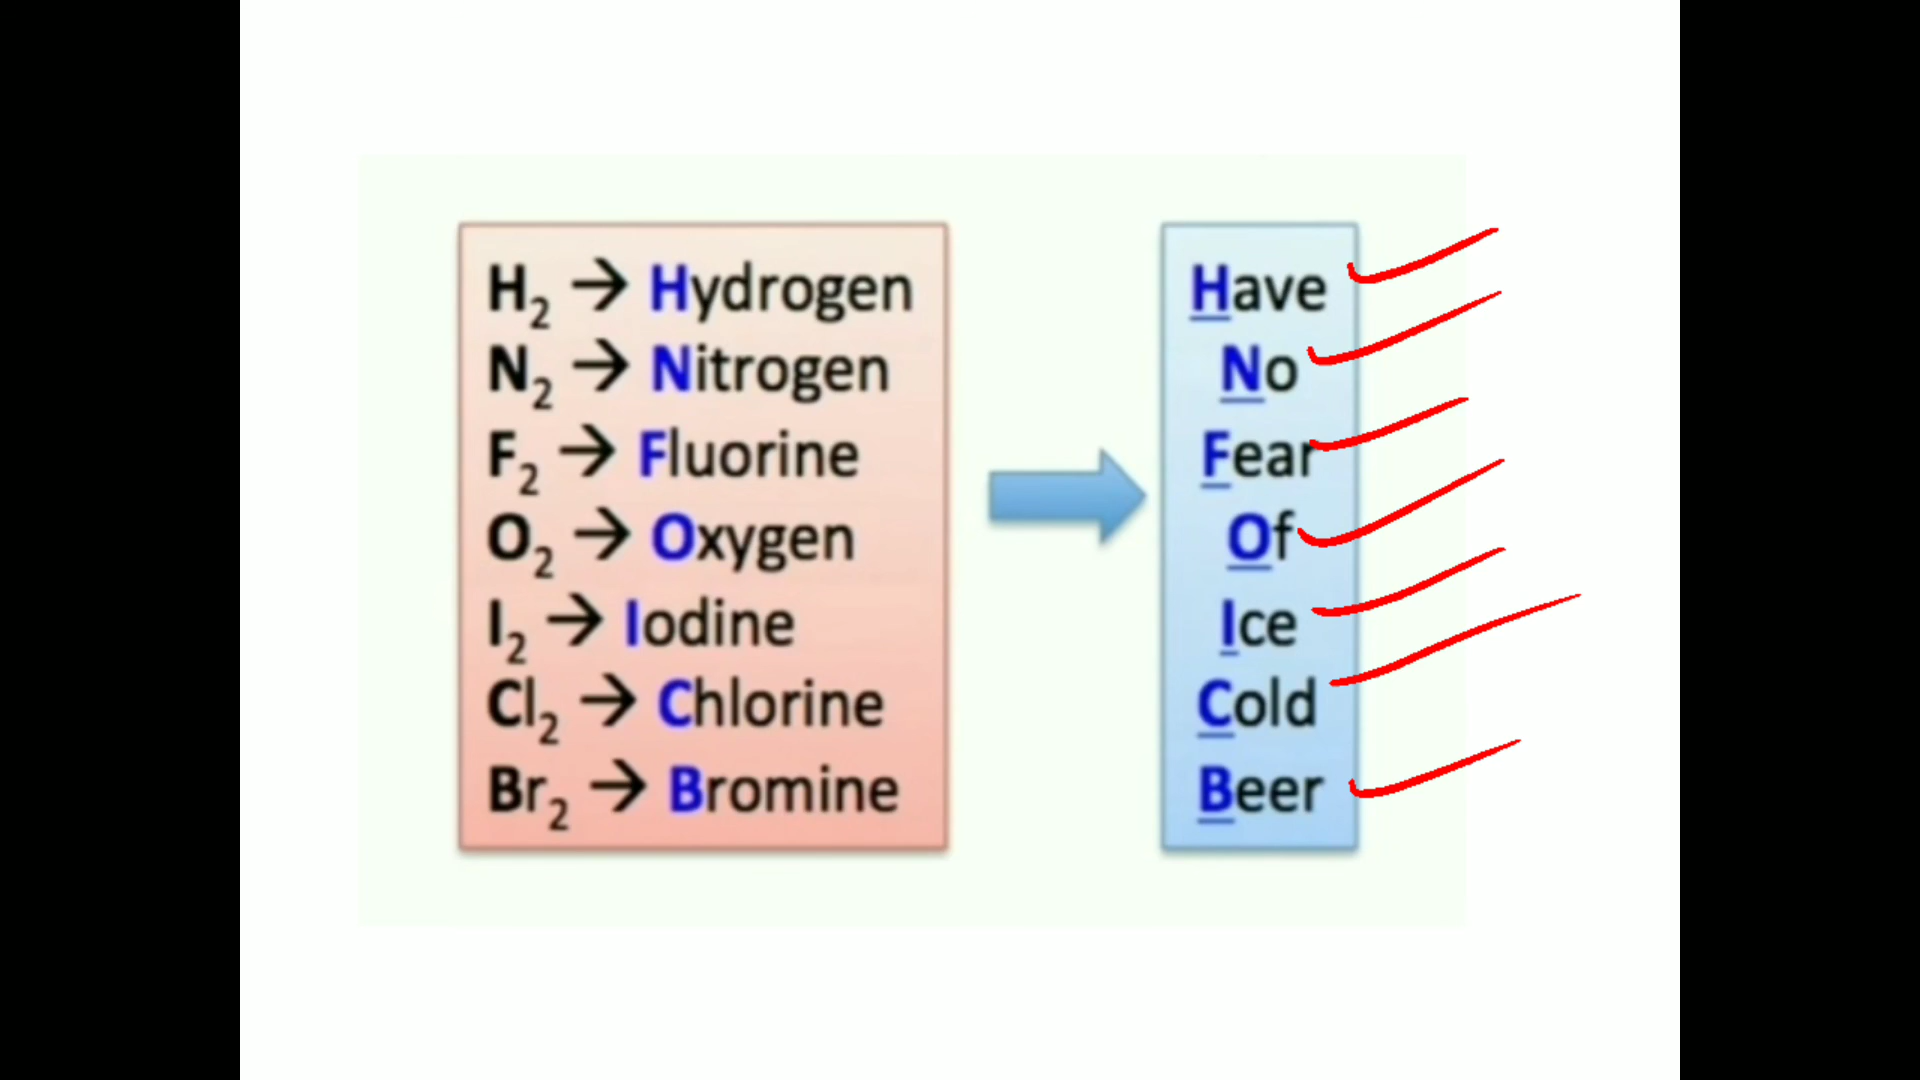 H₂ → Hydrogen
N₂ → Nitrogen
F₂ → Fluorine
O₂ → Oxygen
I₂ → Iodine
Cl₂ → Chlorine
Br₂ → Bromine
Have
No
Fear
Of
Ice
Cold
Beer